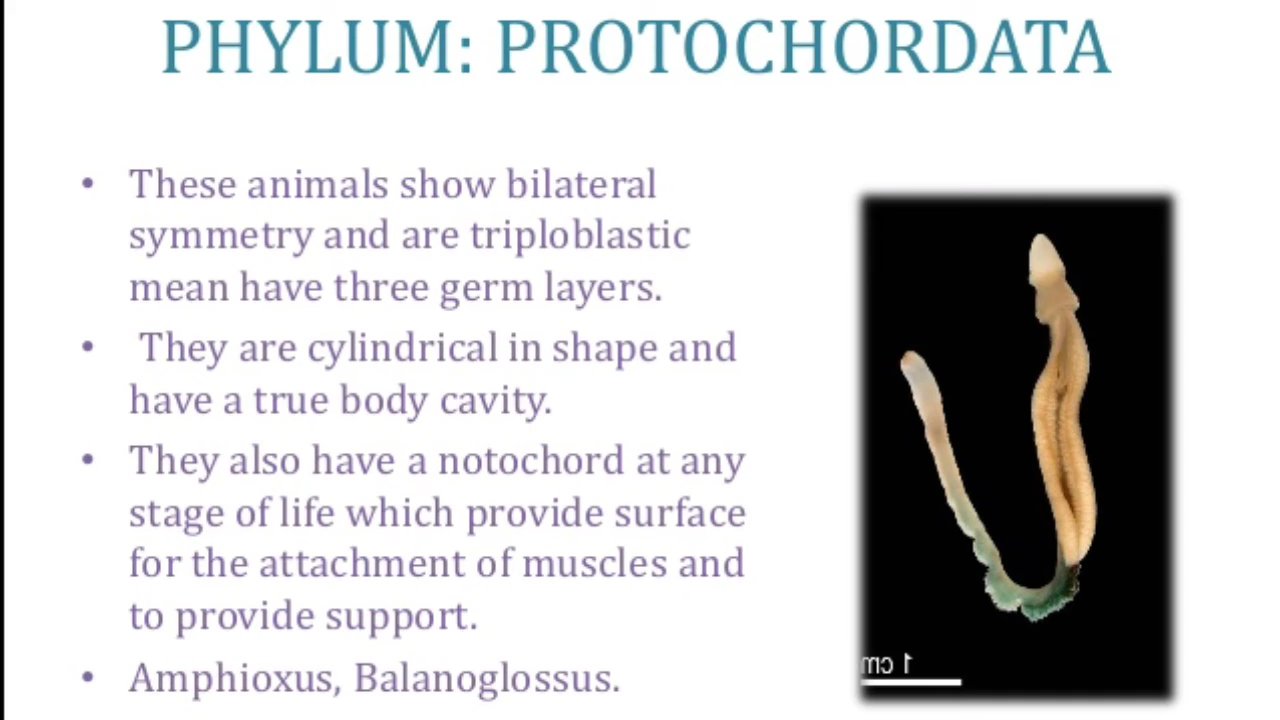 PHYLUM: PROTOCHORDATA
• These animals show bilateral
symmetry and are triploblastic
mean have three germ layers.
• They are cylindrical in shape and
have a true body cavity.
• They also have a notochord at any
stage of life which provide surface
for the attachment of muscles and
to provide support.
• Amphioxus, Balanoglossus.
1 cm